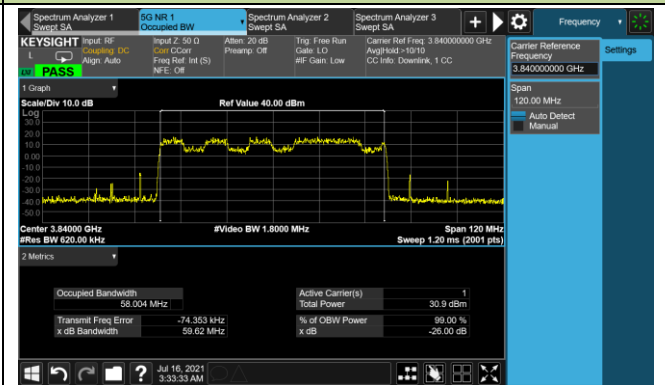 Spectrum Analyzer 1
Swept SA
5G NR 1
Occupied BW
Spectrum Analyzer 2
Swept SA
Spectrum Analyzer 3
Swept SA
Frequency
KEYSIGHT
L
PASS
Input: RF
Coupling: DC
Align: Auto
Input Z: 50 Ω
Corr CCorr
Freq Ref: Int (S)
NFE: Off
Atten: 20 dB
Preamp: Off
Trig: Free Run
Gate: LO
#IF Gain: Low
Carrier Ref Freq: 3.840000000 GHz
Avg|Hold:>10/10
CC Info: Downlink, 1 CC
Carrier Reference
Frequency
3.840000000 GHz
Settings
Span
120.00 MHz
Auto Detect
Manual
1 Graph
Scale/Div 10.0 dB
Ref Value 40.00 dBm
Log
30.0
20.0
10.0
0.00
-10.0
-20.0
-30.0
-40.0
-50.0
Center 3.84000 GHz
#Video BW 1.8000 MHz
Span 120 MHz
#Res BW 620.00 kHz
Sweep 1.20 ms (2001 pts)
2 Metrics
Occupied Bandwidth
58.004 MHz
Active Carrier(s) 1
Total Power 30.9 dBm
Transmit Freq Error -74.353 kHz
x dB Bandwidth 59.62 MHz
% of OBW Power 99.00 %
x dB -26.00 dB
?
Jul 16, 2021
3:33:33 AM